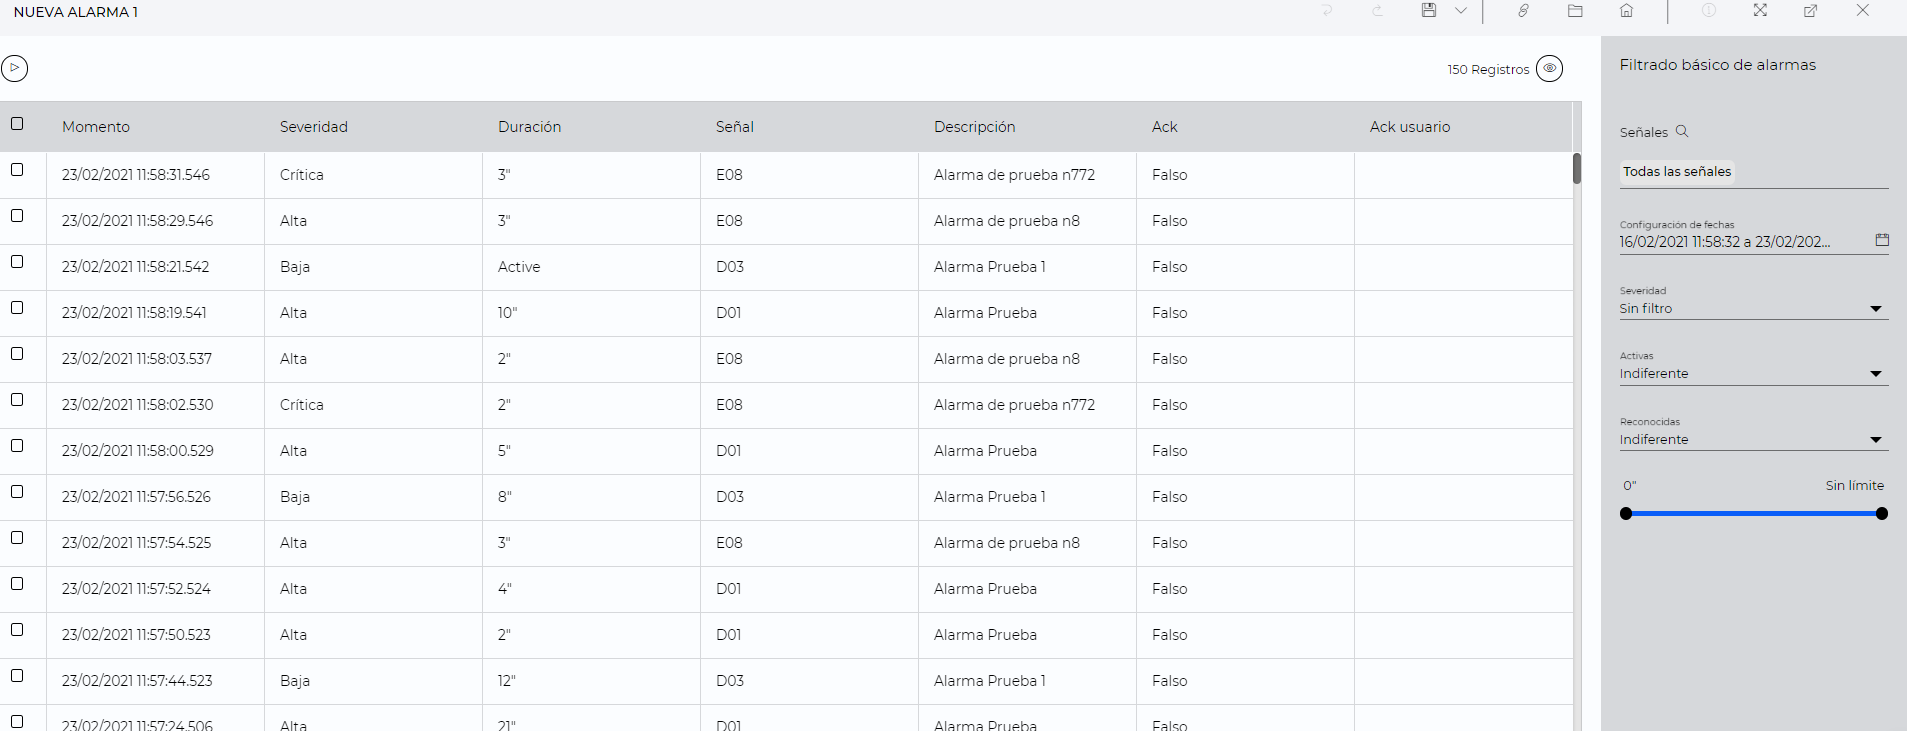 NUEVA ALARMA 1
150 Registros
Momento Severidad Duración Señal Descripción Ack Ack usuario
23/02/2021 11:58:31.546 Crítica 3" E08 Alarma de prueba n772 Falso
23/02/2021 11:58:29.546 Alta 3" E08 Alarma de prueba n8 Falso
23/02/2021 11:58:21.542 Baja Active D03 Alarma Prueba 1 Falso
23/02/2021 11:58:19.541 Alta 10" D01 Alarma Prueba Falso
23/02/2021 11:58:03.537 Alta 2" E08 Alarma de prueba n8 Falso
23/02/2021 11:58:02.530 Crítica 2" E08 Alarma de prueba n772 Falso
23/02/2021 11:58:00.529 Alta 5" D01 Alarma Prueba Falso
23/02/2021 11:57:56.526 Baja 8" D03 Alarma Prueba 1 Falso
23/02/2021 11:57:54.525 Alta 3" E08 Alarma de prueba n8 Falso
23/02/2021 11:57:52.524 Alta 4" D01 Alarma Prueba Falso
23/02/2021 11:57:50.523 Alta 2" D01 Alarma Prueba Falso
23/02/2021 11:57:44.523 Baja 12" D03 Alarma Prueba 1 Falso
23/02/2021 11:57:24.506 Alta 21" D01 Alarma Prueba Falso
Filtrado básico de alarmas
Señales
Todas las señales
Configuración de fechas
16/02/2021 11:58:32 a 23/02/202...
Severidad
Sin filtro
Activas
Indiferente
Reconocidas
Indiferente
0" Sin límite